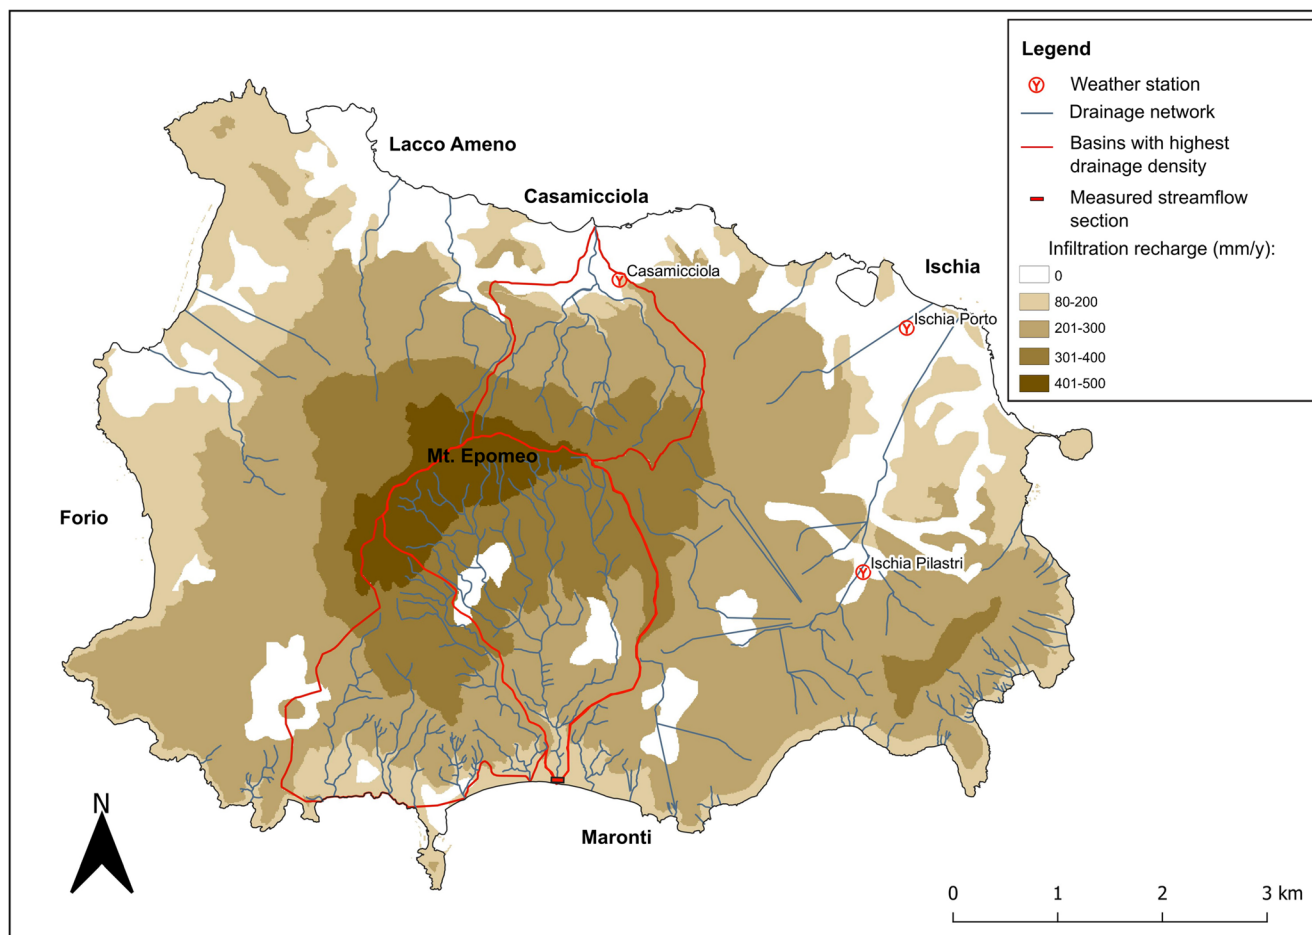 Legend
Weather station
Drainage network
Basins with highest
drainage density
Measured streamflow
section
Infiltration recharge (mm/y):
0
80-200
201-300
301-400
401-500
Lacco Ameno
Casamicciola
Casamicciola
Ischia
Ischia Porto
Mt. Epomeo
Forio
Ischia Pilastri
Maronti
N
0 1 2 3 km